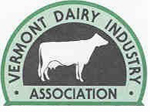 • VERMONT DAIRY INDUSTRY •
ASSOCIATION